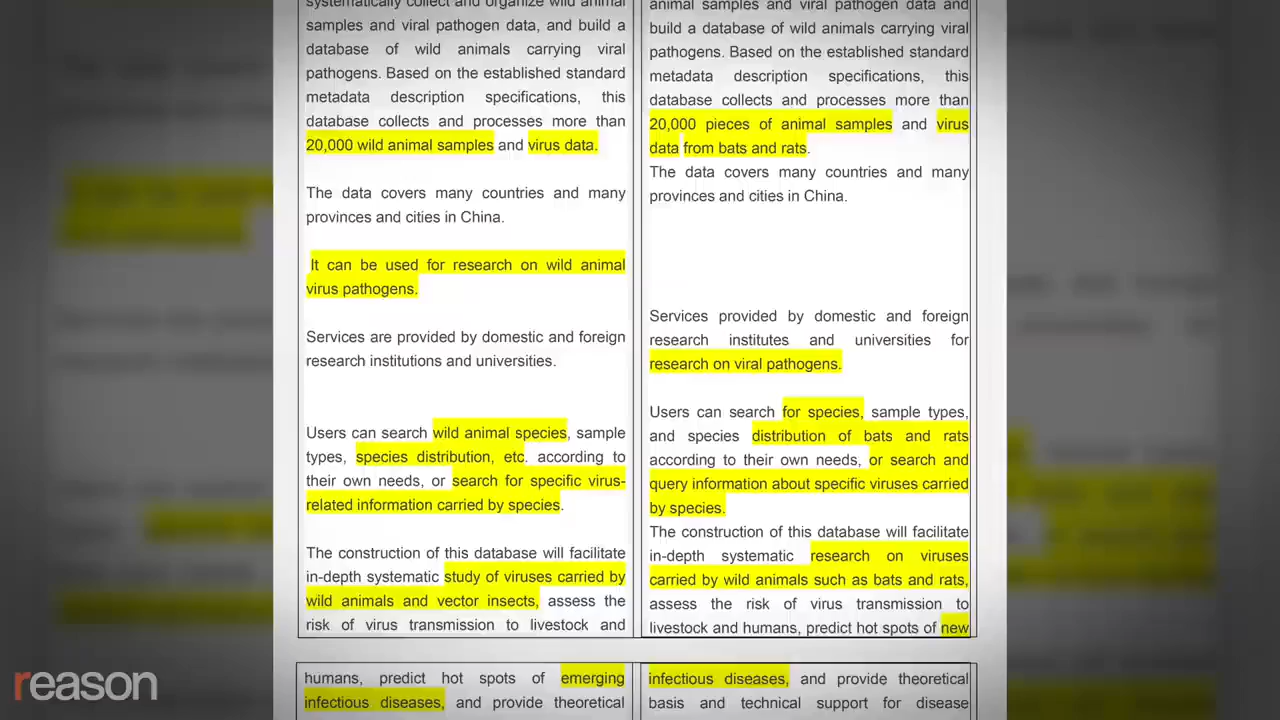 systematically collect and organize wild animal
samples and viral pathogen data, and build a
database of wild animals carrying viral
pathogens. Based on the established standard
metadata description specifications, this
database collects and processes more than
20,000 wild animal samples and virus data.
The data covers many countries and many
provinces and cities in China.
It can be used for research on wild animal
virus pathogens.
Services are provided by domestic and foreign
research institutions and universities.
Users can search wild animal species, sample
types, species distribution, etc. according to
their own needs, or search for specific virus-
related information carried by species.
The construction of this database will facilitate
in-depth systematic study of viruses carried by
wild animals and vector insects, assess the
risk of virus transmission to livestock and
humans, predict hot spots of emerging
infectious diseases, and provide theoretical
animal samples and viral pathogen data and
build a database of wild animals carrying viral
pathogens. Based on the established standard
metadata description specifications, this
database collects and processes more than
20,000 pieces of animal samples and virus
data from bats and rats.
The data covers many countries and many
provinces and cities in China.
Services provided by domestic and foreign
research institutes and universities for
research on viral pathogens.
Users can search for species, sample types,
and species distribution of bats and rats
according to their own needs, or search and
query information about specific viruses carried
by species.
The construction of this database will facilitate
in-depth systematic research on viruses
carried by wild animals such as bats and rats,
assess the risk of virus transmission to
livestock and humans, predict hot spots of new
infectious diseases, and provide theoretical
basis and technical support for disease
reason